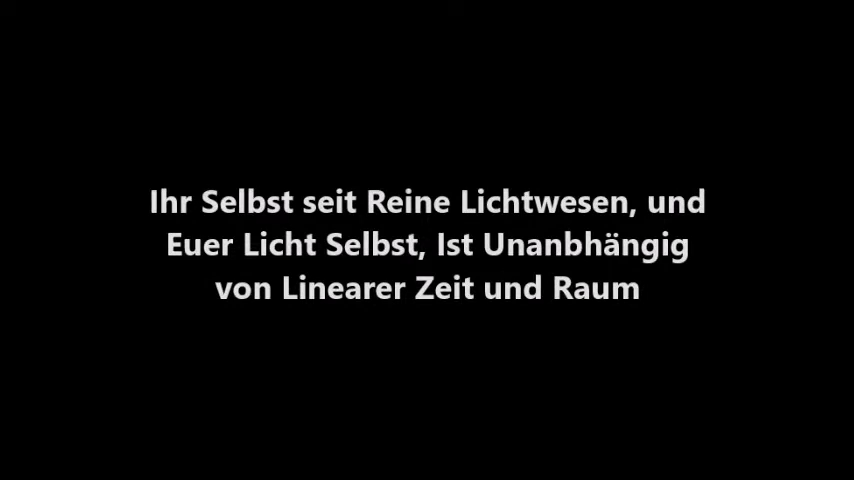 Ihr Selbst seit Reine Lichtwesen, und
Euer Licht Selbst, Ist Unanbhängig
von Linearer Zeit und Raum